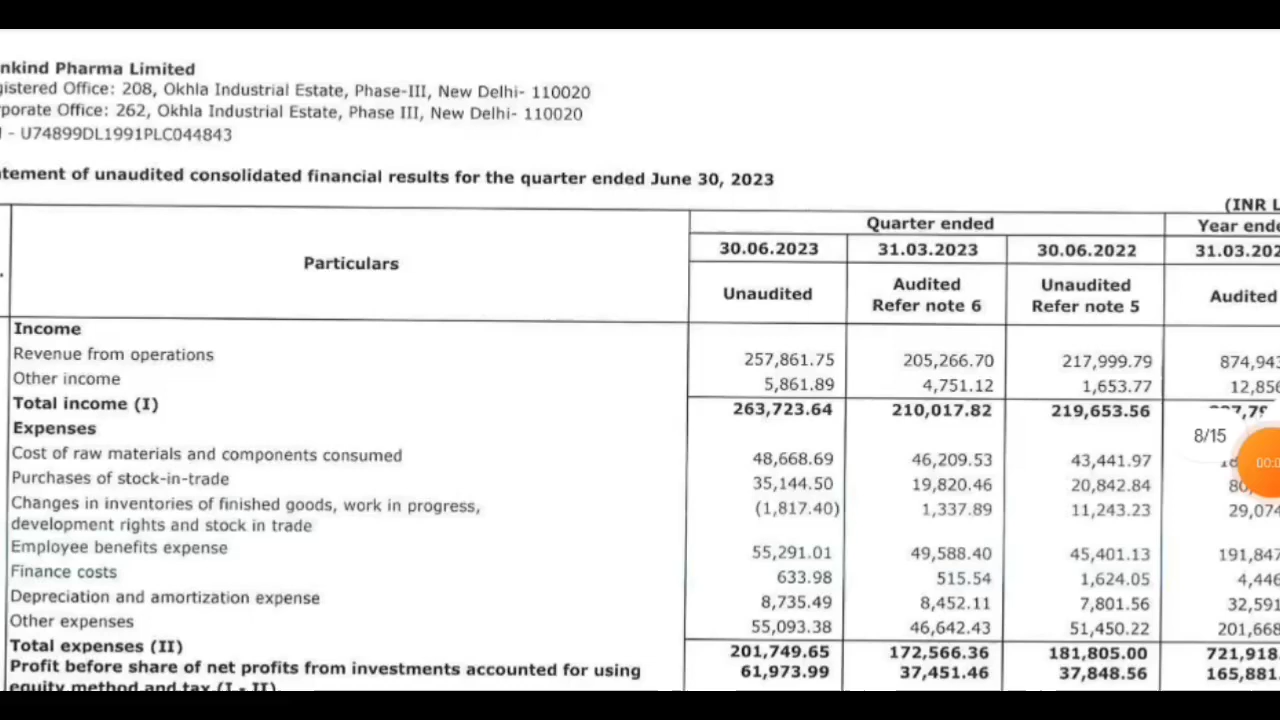 nkind Pharma Limited
gistered Office: 208, Okhla Industrial Estate, Phase-III, New Delhi- 110020
rporate Office: 262, Okhla Industrial Estate, Phase III, New Delhi- 110020
- U74899DL1991PLC044843
atement of unaudited consolidated financial results for the quarter ended June 30, 2023
(INR L
Particulars Quarter ended Year ende
30.06.2023 31.03.2023 30.06.2022 31.03.202
Unaudited Audited Refer note 6 Unaudited Refer note 5 Audited
Income
Revenue from operations 257,861.75 205,266.70 217,999.79 874,943
Other income 5,861.89 4,751.12 1,653.77 12,856
Total income (I) 263,723.64 210,017.82 219,653.56
Expenses
8/15
Cost of raw materials and components consumed 48,668.69 46,209.53 43,441.97
00:0
Purchases of stock-in-trade 35,144.50 19,820.46 20,842.84 80,
Changes in inventories of finished goods, work in progress, (1,817.40) 1,337.89 11,243.23 29,074
development rights and stock in trade
Employee benefits expense 55,291.01 49,588.40 45,401.13 191,847
Finance costs 633.98 515.54 1,624.05 4,446
Depreciation and amortization expense 8,735.49 8,452.11 7,801.56 32,591
Other expenses 55,093.38 46,642.43 51,450.22 201,668
Total expenses (II) 201,749.65 172,566.36 181,805.00 721,918.
Profit before share of net profits from investments accounted for using 61,973.99 37,451.46 37,848.56 165,881.
equity method and tax (I - II)